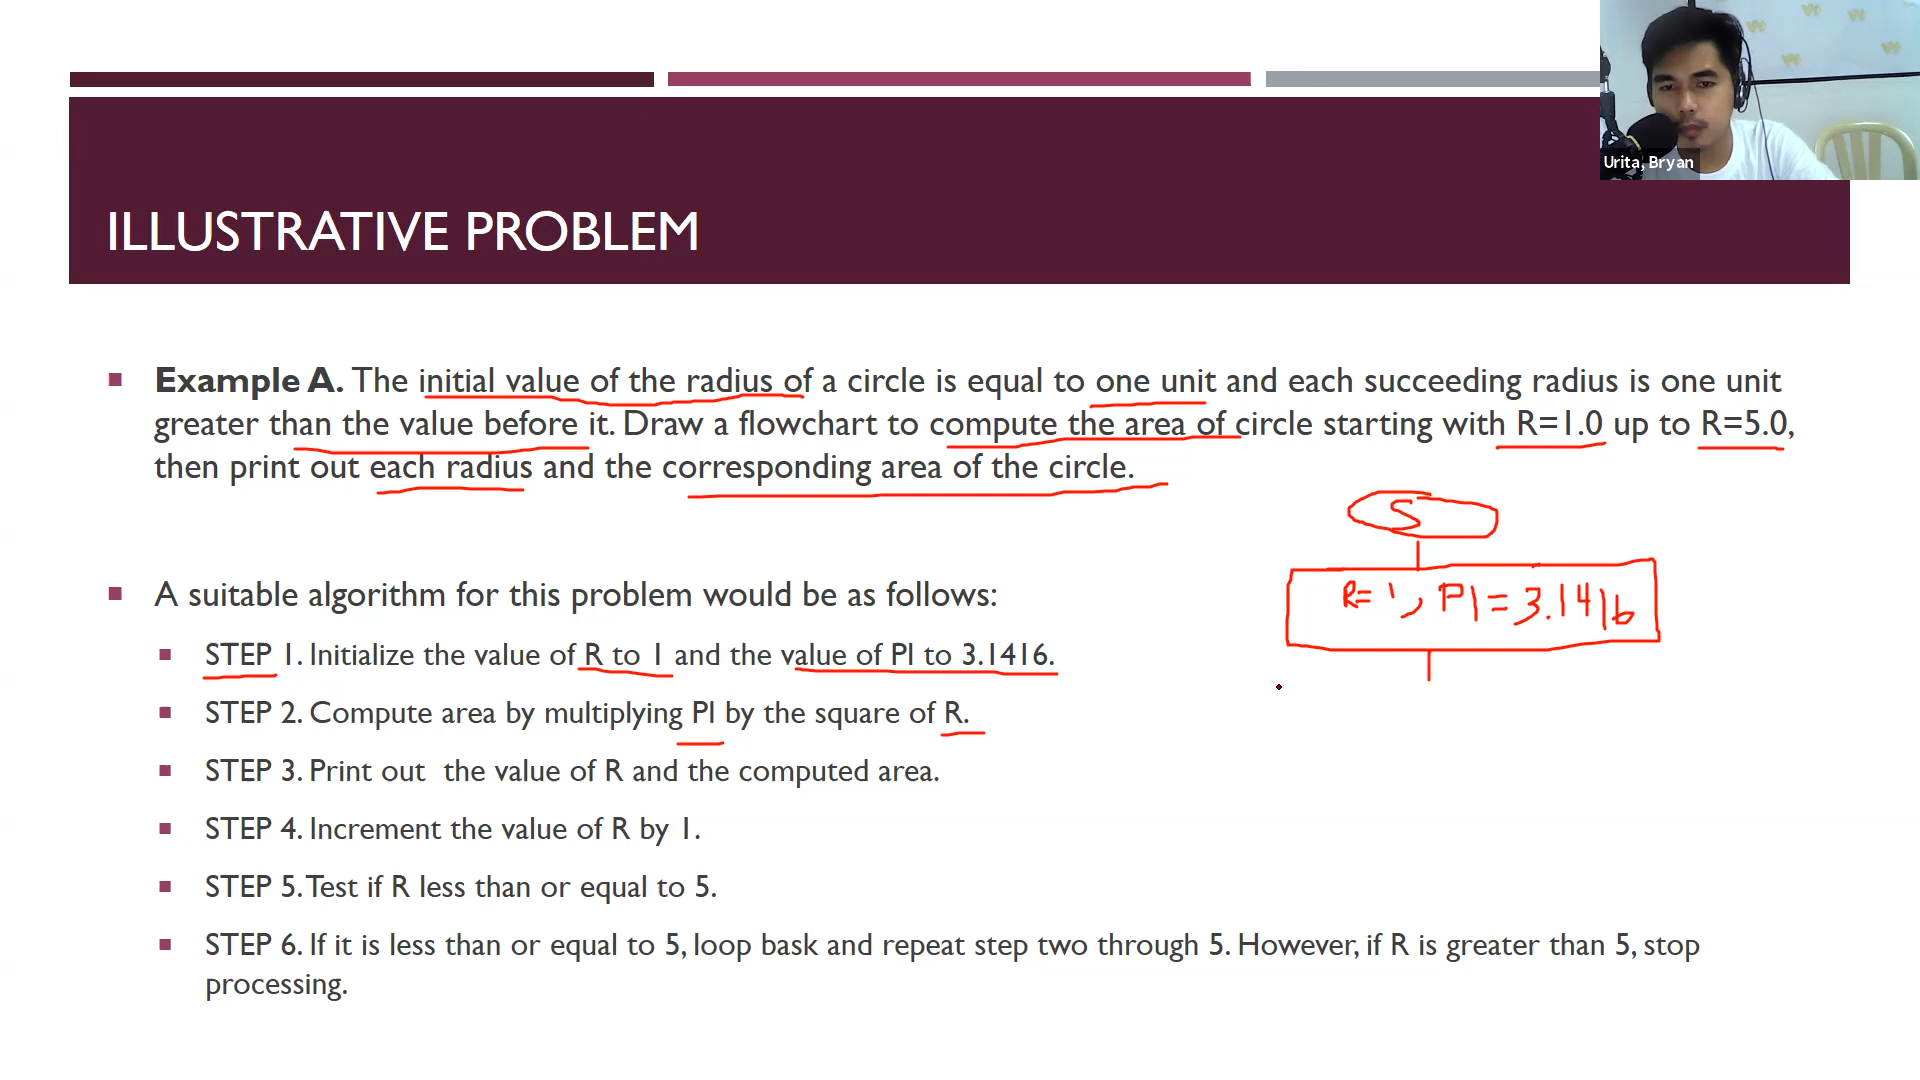 Urita, Bryan
ILLUSTRATIVE PROBLEM
Example A. The initial value of the radius of a circle is equal to one unit and each succeeding radius is one unit
greater than the value before it. Draw a flowchart to compute the area of circle starting with R=1.0 up to R=5.0,
then print out each radius and the corresponding area of the circle.
S
R= 1, PI = 3.1416
A suitable algorithm for this problem would be as follows:
STEP 1. Initialize the value of R to 1 and the value of PI to 3.1416.
STEP 2. Compute area by multiplying PI by the square of R.
STEP 3. Print out the value of R and the computed area.
STEP 4. Increment the value of R by 1.
STEP 5. Test if R less than or equal to 5.
STEP 6. If it is less than or equal to 5, loop bask and repeat step two through 5. However, if R is greater than 5, stop
processing.